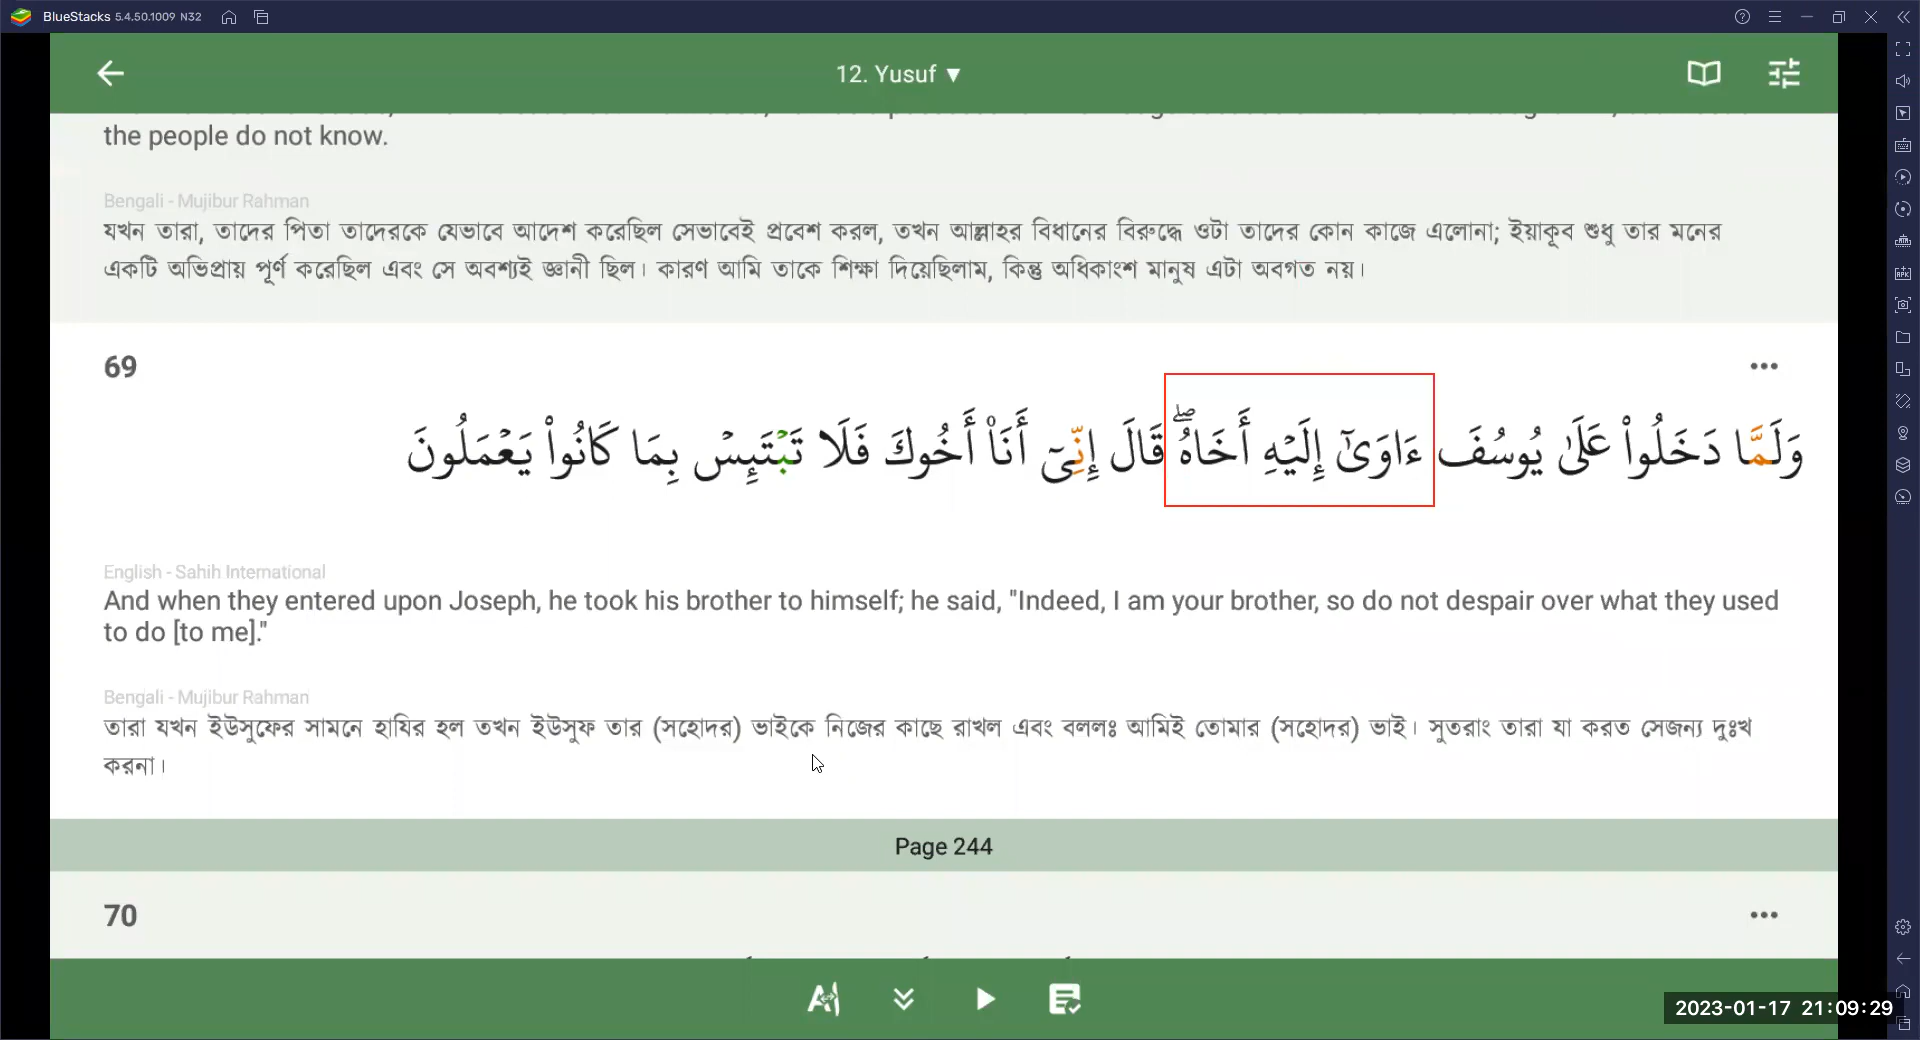 BlueStacks 5.4.50.1009 N32
12. Yusuf ▼
the people do not know.
Bengali - Mujibur Rahman
যখন তারা, তাদের পিতা তাদেরকে যেভাবে আদেশ করেছিল সেভাবেই প্রবেশ করল, তখন আল্লাহর বিধানের বিরুদ্ধে ওটা তাদের কোন কাজে এলোনা; ইয়াকূব শুধু তার মনের
একটি অভিপ্রায় পূর্ণ করেছিল এবং সে অবশ্যই জ্ঞানী ছিল। কারণ আমি তাকে শিক্ষা দিয়েছিলাম, কিন্তু অধিকাংশ মানুষ এটা অবগত নয়।
69
وَلَمَّا دَخَلُوا۟ عَلَىٰ يُوسُفَ ءَاوَىٰٓ إِلَيْهِ أَخَاهُ ۖ قَالَ إِنِّىٓ أَنَا۠ أَخُوكَ فَلَا تَبْتَئِسْ بِمَا كَانُوا۟ يَعْمَلُونَ
English - Sahih International
And when they entered upon Joseph, he took his brother to himself; he said, "Indeed, I am your brother, so do not despair over what they used
to do [to me]."
Bengali - Mujibur Rahman
তারা যখন ইউসুফের সামনে হাযির হল তখন ইউসুফ তার (সহোদর) ভাইকে নিজের কাছে রাখল এবং বললঃ আমিই তোমার (সহোদর) ভাই। সুতরাং তারা যা করত সেজন্য দুঃখ
করনা।
Page 244
70
2023-01-17 21:09:29